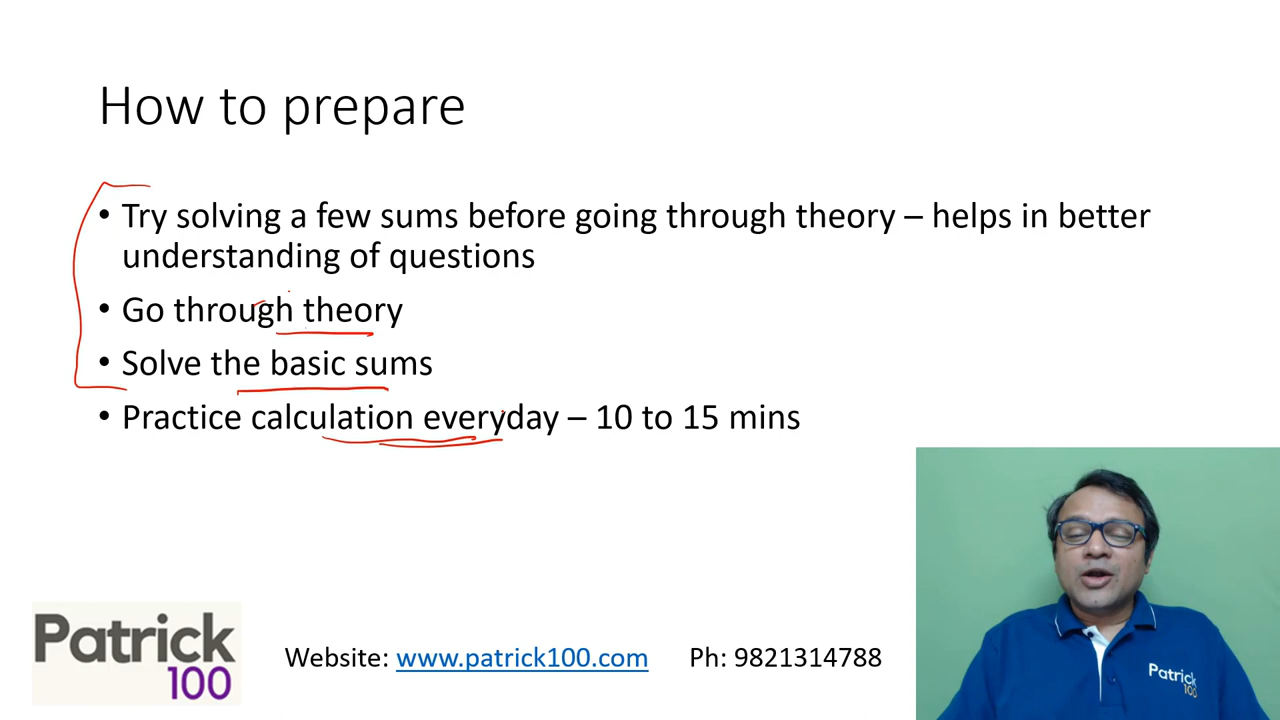 How to prepare
• Try solving a few sums before going through theory – helps in better
understanding of questions
• Go through theory
• Solve the basic sums
• Practice calculation everyday – 10 to 15 mins
Patrick
100
Website: www.patrick100.com Ph: 9821314788
Patrick
100